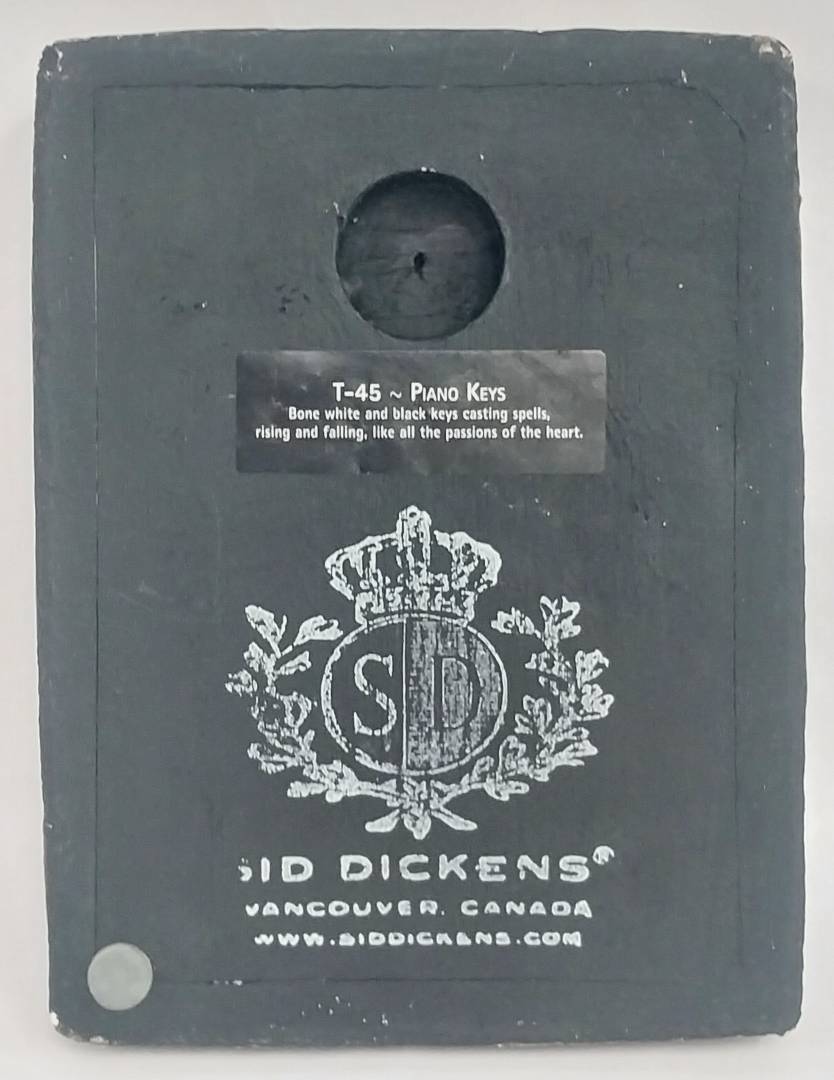 T-45 ~ PIANO KEYS
Bone white and black keys casting spells,
rising and falling, like all the passions of the heart.
SD
SID DICKENS®
VANCOUVER, CANADA
WWW.SIDDICKENS.COM